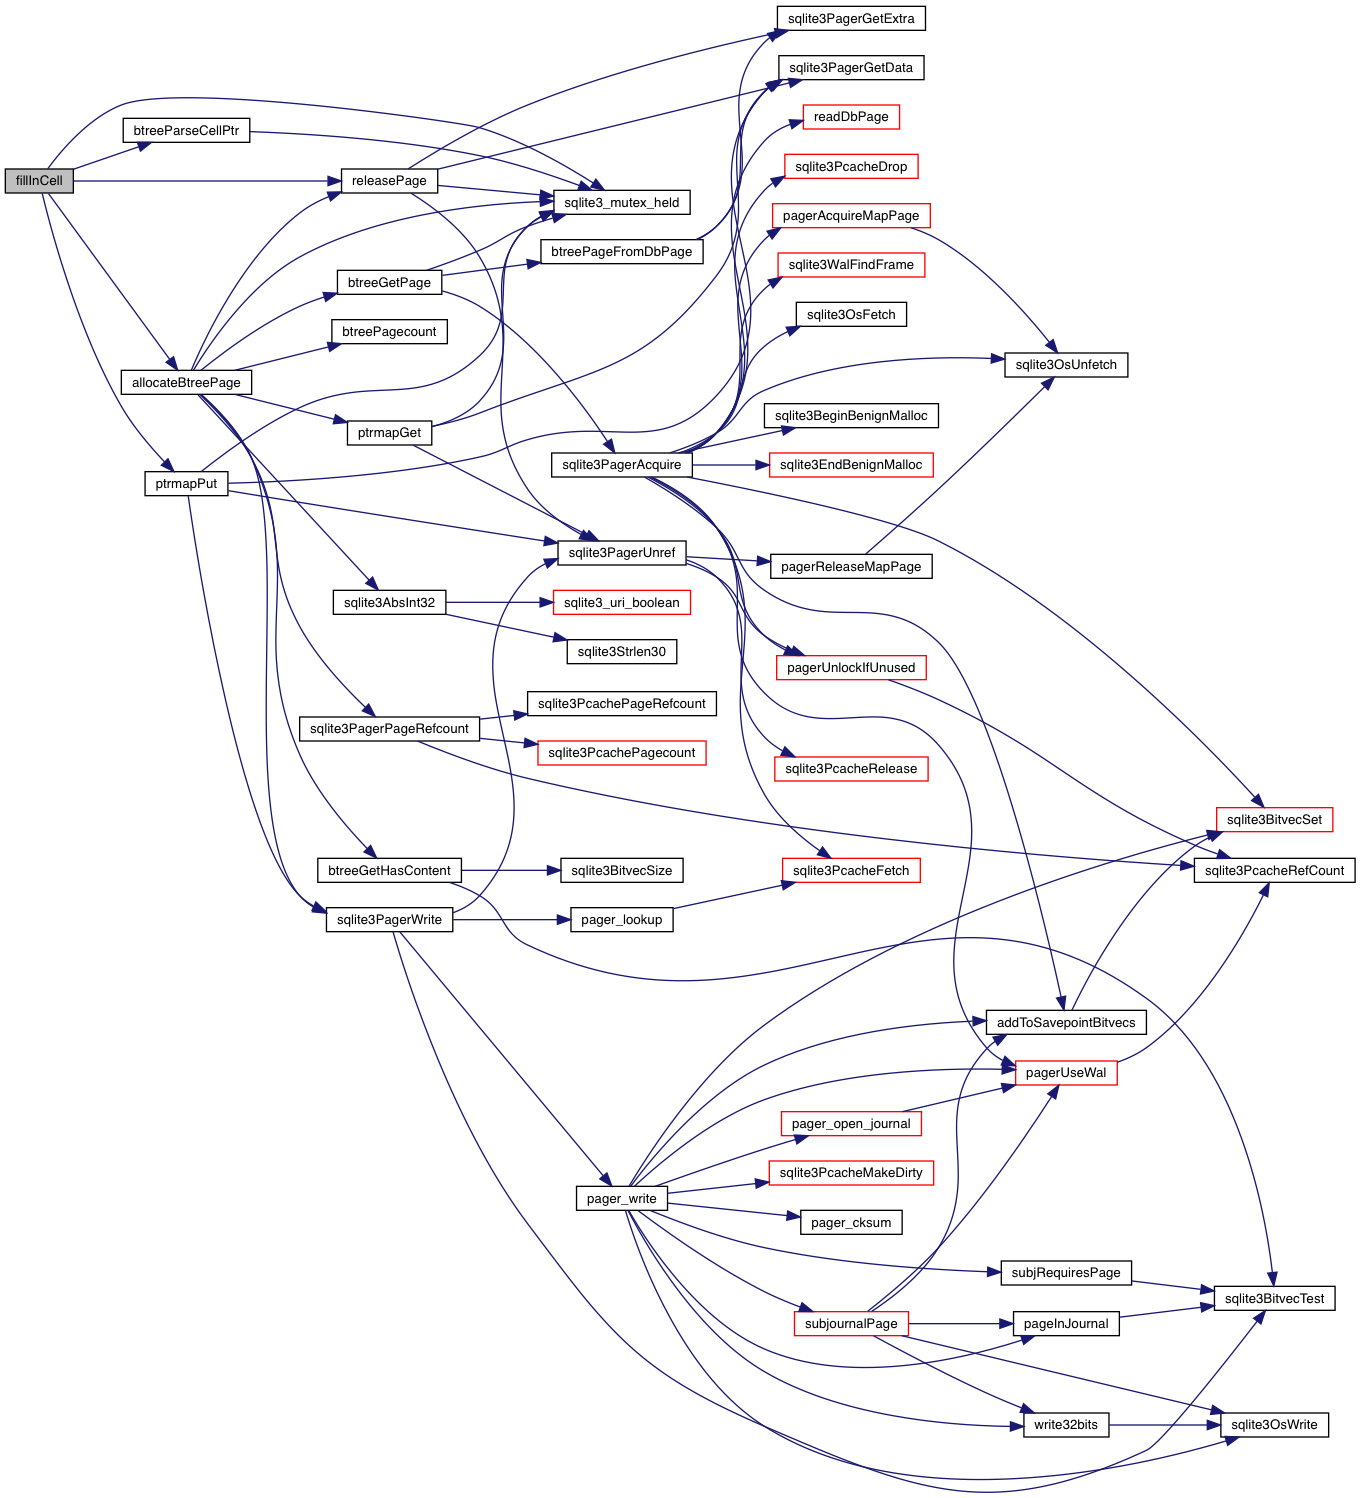 sqlite3PagerGetExtra
sqlite3PagerGetData
readDbPage
btreeParseCellPtr
sqlite3PcacheDrop
fillInCell
releasePage
sqlite3_mutex_held
pagerAcquireMapPage
btreePageFromDbPage
sqlite3WalFindFrame
btreeGetPage
sqlite3OsFetch
btreePagecount
sqlite3OsUnfetch
allocateBtreePage
sqlite3BeginBenignMalloc
ptrmapGet
sqlite3PagerAcquire
sqlite3EndBenignMalloc
ptrmapPut
sqlite3PagerUnref
pagerReleaseMapPage
sqlite3AbsInt32
sqlite3_uri_boolean
sqlite3Strlen30
pagerUnlockIfUnused
sqlite3PcachePageRefcount
sqlite3PagerPageRefcount
sqlite3PcachePagecount
sqlite3PcacheRelease
sqlite3BitvecSet
btreeGetHasContent
sqlite3BitvecSize
sqlite3PcacheFetch
sqlite3PcacheRefCount
sqlite3PagerWrite
pager_lookup
addToSavepointBitvecs
pagerUseWal
pager_open_journal
sqlite3PcacheMakeDirty
pager_write
pager_cksum
subjRequiresPage
sqlite3BitvecTest
subjournalPage
pageInJournal
write32bits
sqlite3OsWrite